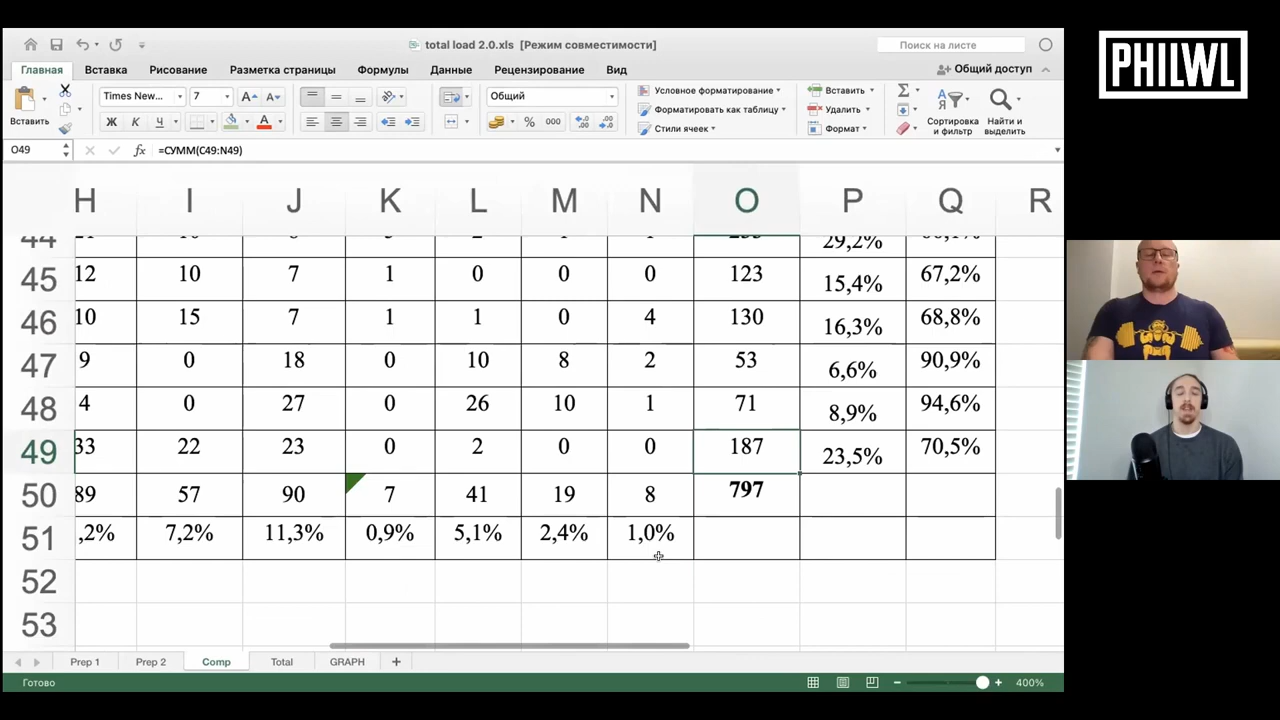 total load 2.0.xls [Режим совместимости]
Поиск на листе
Главная Вставка Рисование Разметка страницы Формулы Данные Рецензирование Вид Общий доступ
Вставить
Times New... 7
Ж К Ч
Общий
% 000
Условное форматирование
Форматировать как таблицу
Стили ячеек
Вставить
Удалить
Формат
Сортировка и фильтр
Найти и выделить
O49 fx =СУММ(C49:N49)
H I J K L M N O P Q R
44 29,2%
45 12 10 7 1 0 0 0 123 15,4% 67,2%
46 10 15 7 1 1 0 4 130 16,3% 68,8%
47 9 0 18 0 10 8 2 53 6,6% 90,9%
48 4 0 27 0 26 10 1 71 8,9% 94,6%
49 33 22 23 0 2 0 0 187 23,5% 70,5%
50 89 57 90 7 41 19 8 797
51 ,2% 7,2% 11,3% 0,9% 5,1% 2,4% 1,0%
52
53
Prep 1 Prep 2 Comp Total GRAPH +
Готово 400%
PHILWL